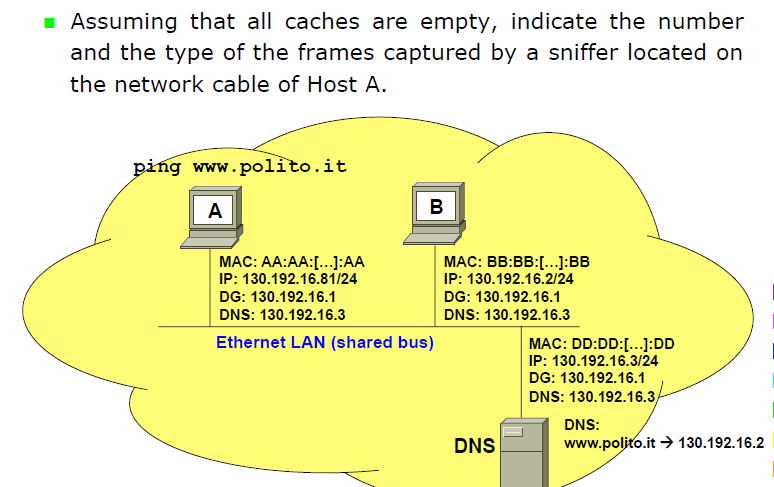 Assuming that all caches are empty, indicate the number
and the type of the frames captured by a sniffer located on
the network cable of Host A.
ping www.polito.it
A
B
MAC: AA:AA:[...]:AA
IP: 130.192.16.81/24
DG: 130.192.16.1
DNS: 130.192.16.3
MAC: BB:BB:[...]:BB
IP: 130.192.16.2/24
DG: 130.192.16.1
DNS: 130.192.16.3
Ethernet LAN (shared bus)
MAC: DD:DD:[...]:DD
IP: 130.192.16.3/24
DG: 130.192.16.1
DNS: 130.192.16.3
DNS
DNS:
www.polito.it → 130.192.16.2